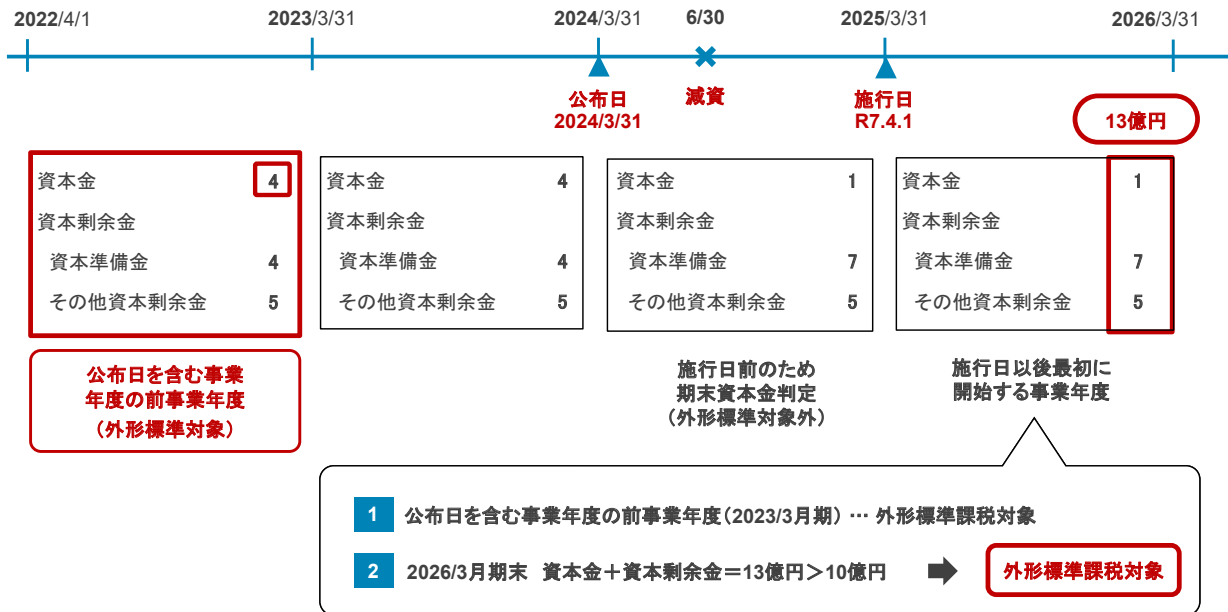 2022/4/1 2023/3/31 2024/3/31 6/30 2025/3/31 2026/3/31
公布日
2024/3/31
減資
施行日
R7.4.1
13億円
資本金 4
資本剰余金
資本準備金 4
その他資本剰余金 5
資本金 4
資本剰余金
資本準備金 4
その他資本剰余金 5
資本金 1
資本剰余金
資本準備金 7
その他資本剰余金 5
資本金 1
資本剰余金
資本準備金 7
その他資本剰余金 5
公布日を含む事業
年度の前事業年度
（外形標準対象）
施行日前のため
期末資本金判定
（外形標準対象外）
施行日以後最初に
開始する事業年度
1 公布日を含む事業年度の前事業年度（2023/3月期） … 外形標準課税対象
2 2026/3月期末 資本金＋資本剰余金＝13億円＞10億円 ➡ 外形標準課税対象